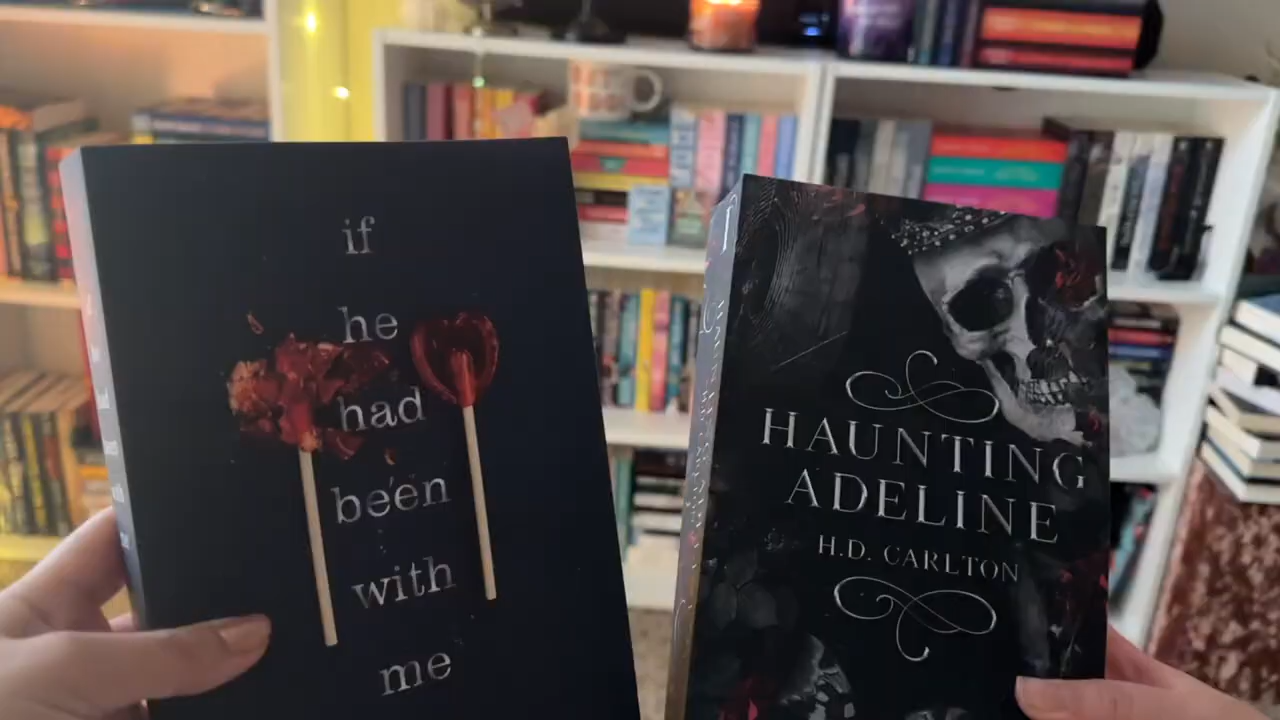 if
he
had
been
with
me
HAUNTING
ADELINE
H.D. CARLTON